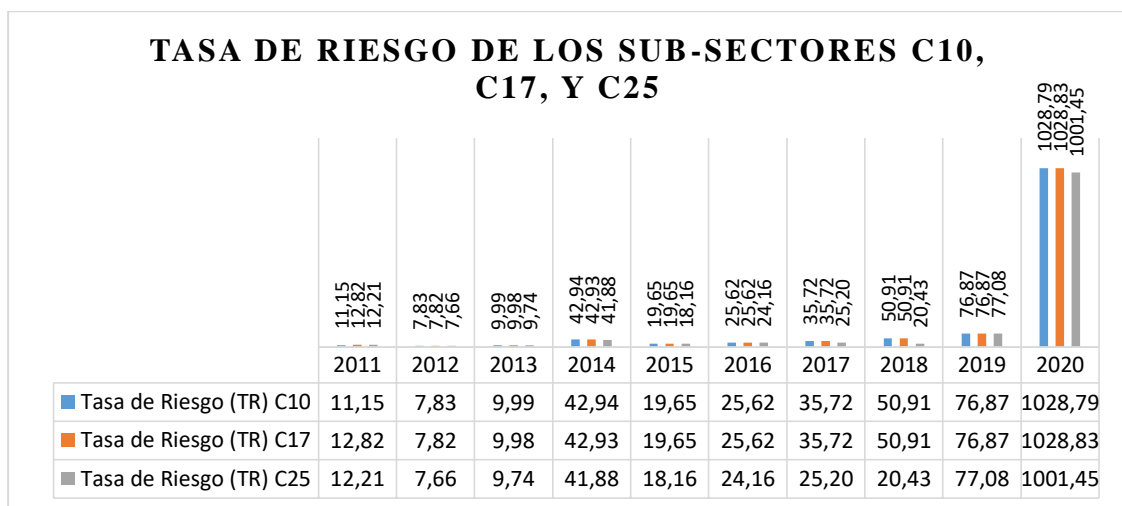 TASA DE RIESGO DE LOS SUB-SECTORES C10,
C17, Y C25
11,15 12,82 12,21 7,83 7,82 7,66 9,99 9,98 9,74 42,94 42,93 41,88 19,65 19,65 18,16 25,62 25,62 24,16 35,72 35,72 25,20 50,91 50,91 20,43 76,87 76,87 77,08 1028,79 1028,83 1001,45
2011 2012 2013 2014 2015 2016 2017 2018 2019 2020
Tasa de Riesgo (TR) C10 11,15 7,83 9,99 42,94 19,65 25,62 35,72 50,91 76,87 1028,79
Tasa de Riesgo (TR) C17 12,82 7,82 9,98 42,93 19,65 25,62 35,72 50,91 76,87 1028,83
Tasa de Riesgo (TR) C25 12,21 7,66 9,74 41,88 18,16 24,16 25,20 20,43 77,08 1001,45